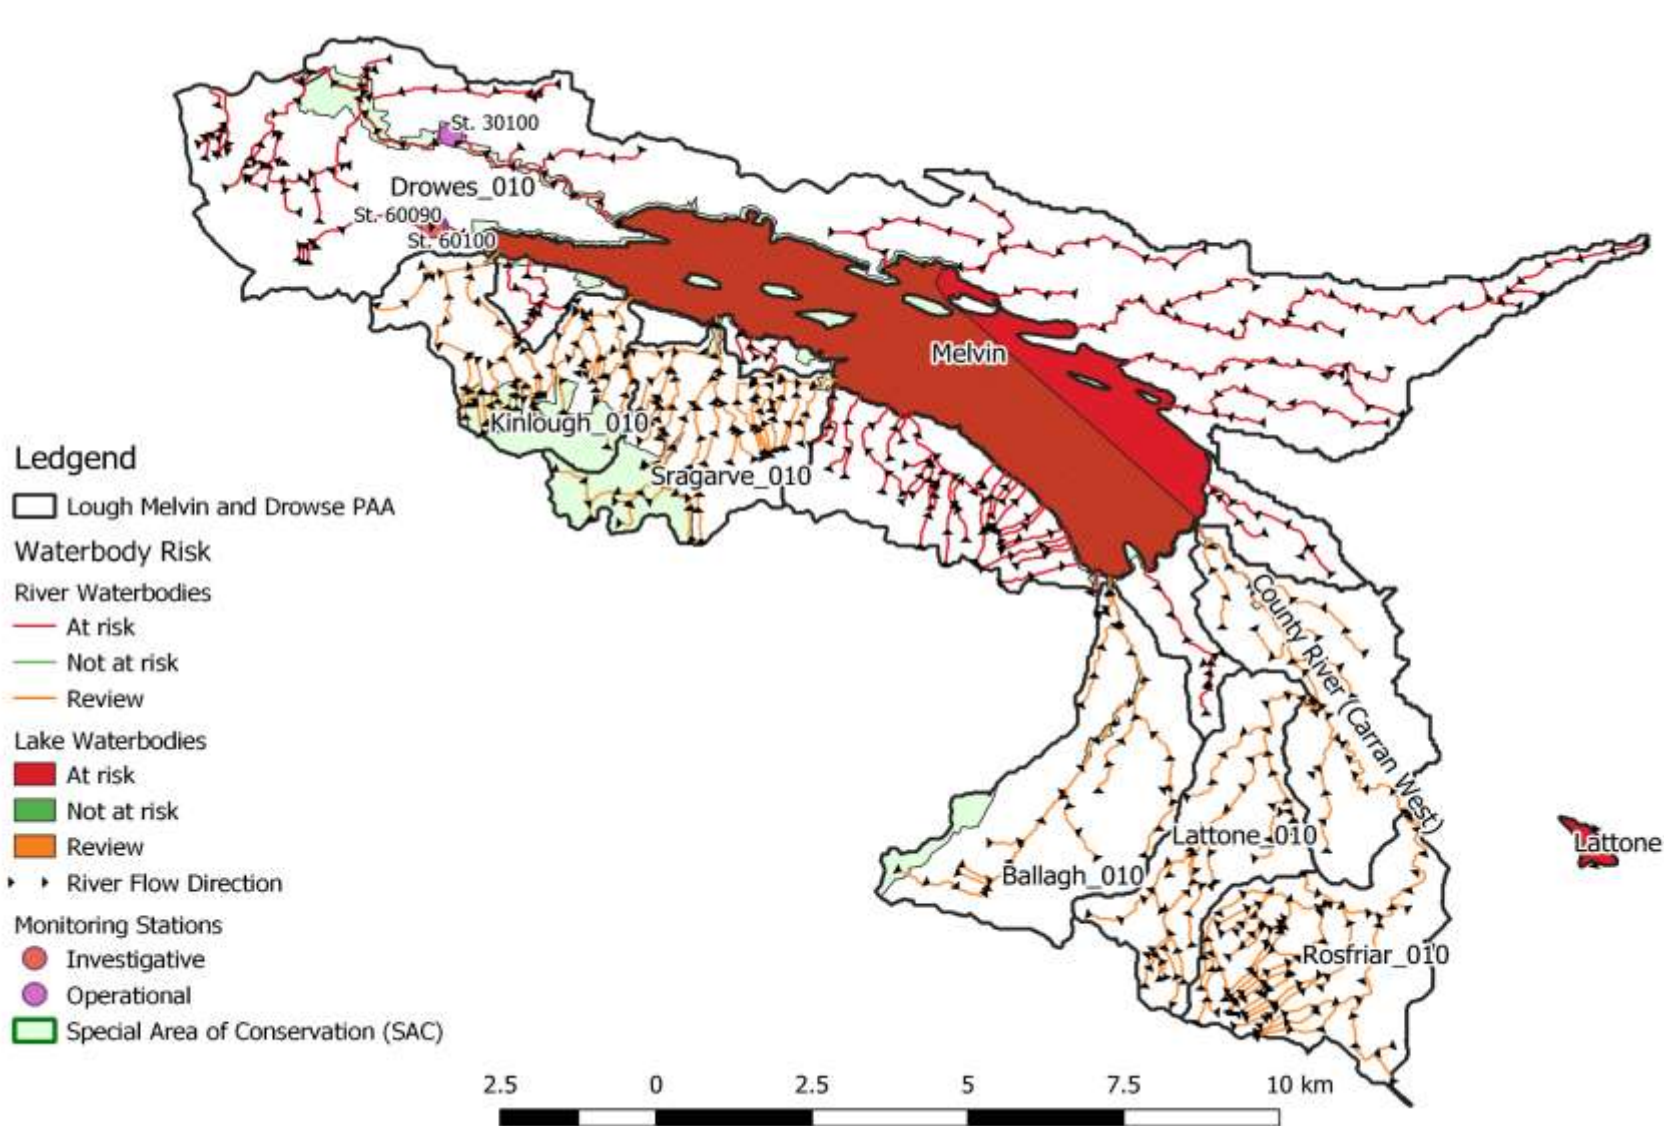 St. 30100
Drowes_010
St. 60090
St. 60100
Melvin
Kinlough_010
Sragarve_010
County River (Carran West)
Lattone_010
Lattone
Ballagh_010
Rosfriar_010
Ledgend
Lough Melvin and Drowse PAA
Waterbody Risk
River Waterbodies
At risk
Not at risk
Review
Lake Waterbodies
At risk
Not at risk
Review
River Flow Direction
Monitoring Stations
Investigative
Operational
Special Area of Conservation (SAC)
2.5 0 2.5 5 7.5 10 km